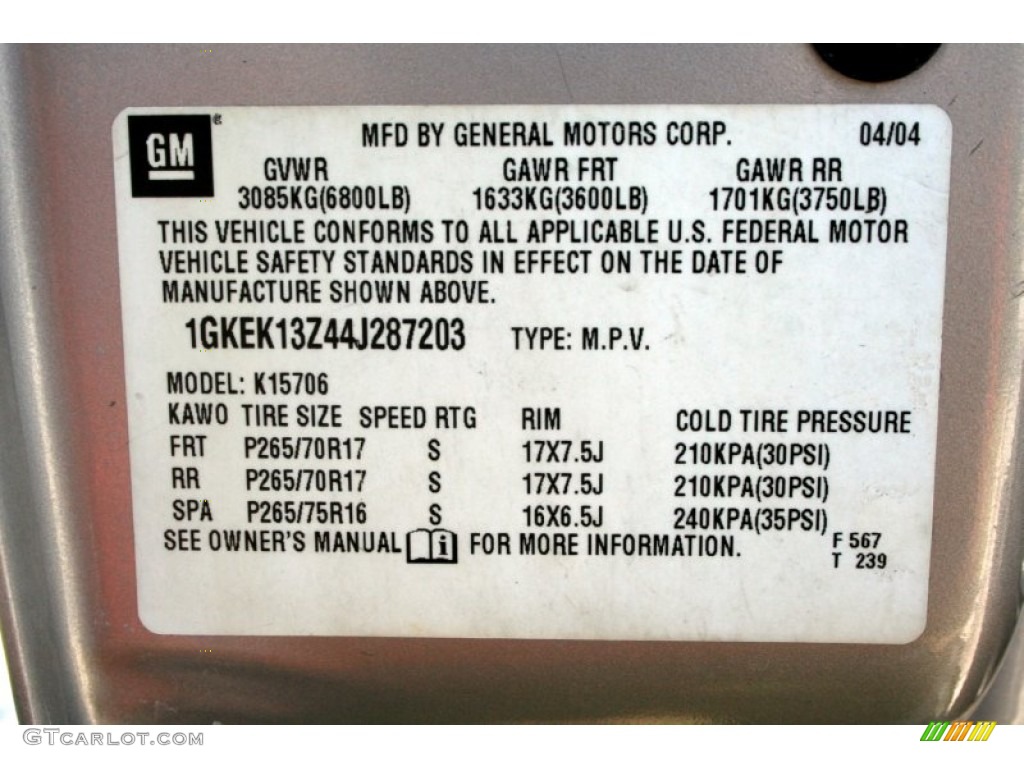 GM®
MFD BY GENERAL MOTORS CORP. 04/04
GVWR GAWR FRT GAWR RR
3085KG(6800LB) 1633KG(3600LB) 1701KG(3750LB)
THIS VEHICLE CONFORMS TO ALL APPLICABLE U.S. FEDERAL MOTOR
VEHICLE SAFETY STANDARDS IN EFFECT ON THE DATE OF
MANUFACTURE SHOWN ABOVE.
1GKEK13Z44J287203 TYPE: M.P.V.
MODEL: K15706
KAWO TIRE SIZE SPEED RTG RIM COLD TIRE PRESSURE
FRT P265/70R17 S 17X7.5J 210KPA(30PSI)
RR P265/70R17 S 17X7.5J 210KPA(30PSI)
SPA P265/75R16 S 16X6.5J 240KPA(35PSI)
SEE OWNER'S MANUAL i FOR MORE INFORMATION. F 567
T 239
GTCARLOT.COM